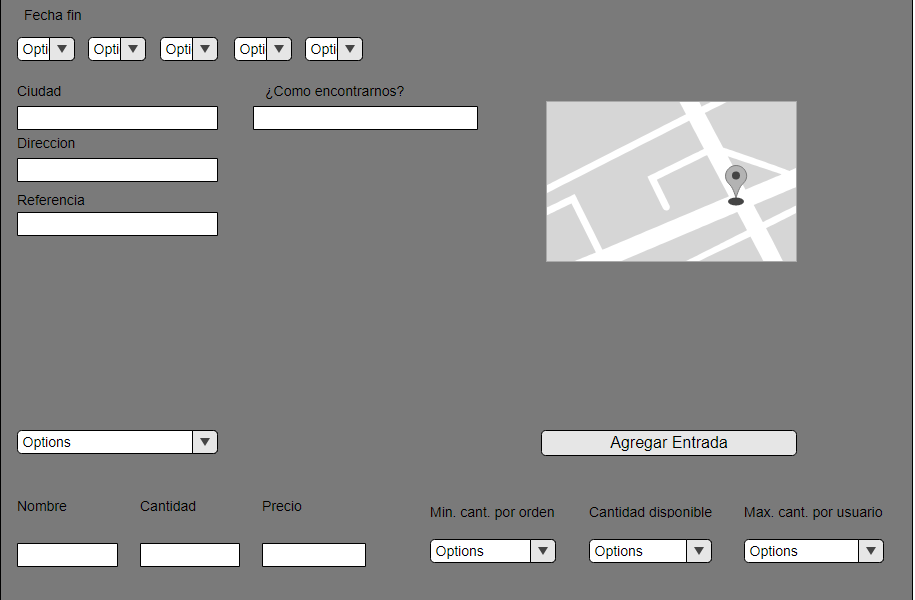 Fecha fin
Opti Opti Opti Opti Opti
Ciudad ¿Como encontrarnos?
Direccion
Referencia
Options Agregar Entrada
Nombre Cantidad Precio Min. cant. por orden Cantidad disponible Max. cant. por usuario
Options Options Options